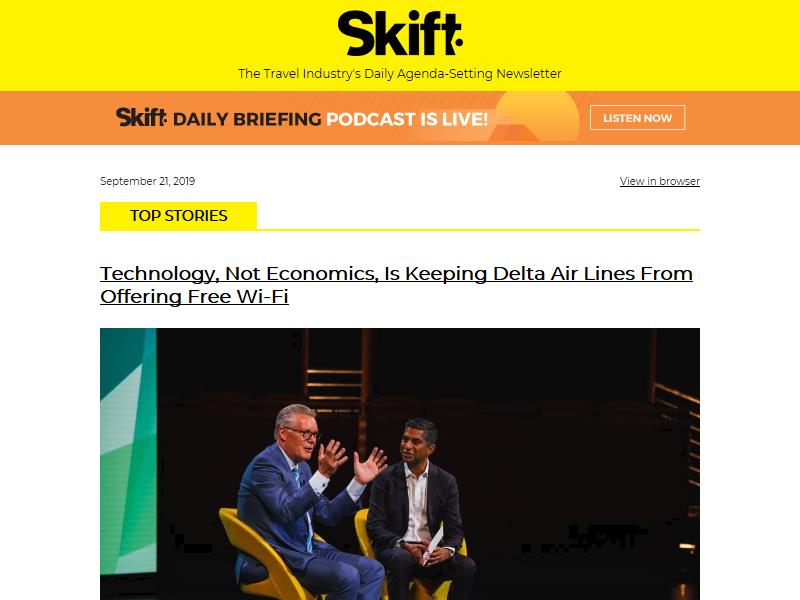 Skift
The Travel Industry's Daily Agenda-Setting Newsletter
Skift: DAILY BRIEFING PODCAST IS LIVE!
LISTEN NOW
September 21, 2019
View in browser
TOP STORIES
Technology, Not Economics, Is Keeping Delta Air Lines From
Offering Free Wi-Fi